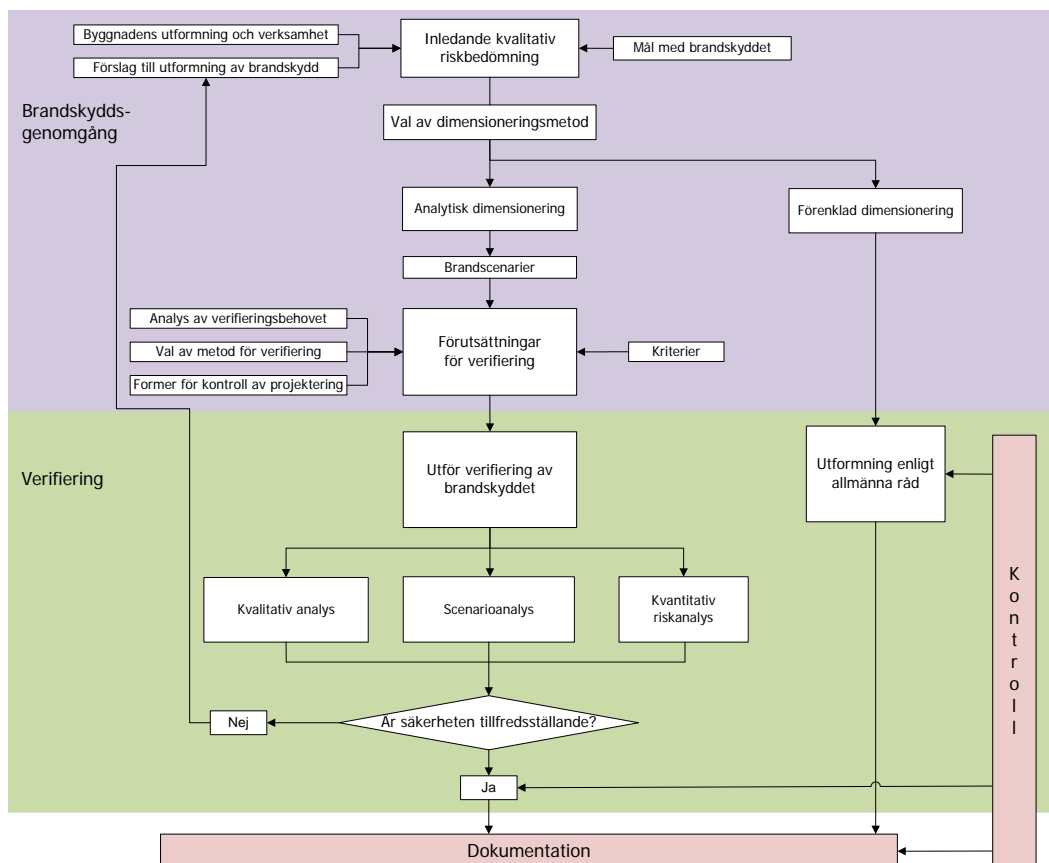 Byggnadens utformning och verksamhet
Förslag till utformning av brandskydd
Inledande kvalitativ
riskbedömning
Mål med brandskyddet
Brandskydds-
genomgång
Val av dimensioneringsmetod
Analytisk dimensionering
Förenklad dimensionering
Brandscenarier
Analys av verifieringsbehovet
Val av metod för verifiering
Former för kontroll av projektering
Förutsättningar
för verifiering
Kriterier
Verifiering
Utför verifiering av
brandskyddet
Utformning enligt
allmänna råd
Kontroll
Kvalitativ analys
Scenarioanalys
Kvantitativ
riskanalys
Är säkerheten tillfredsställande?
Nej
Ja
Dokumentation